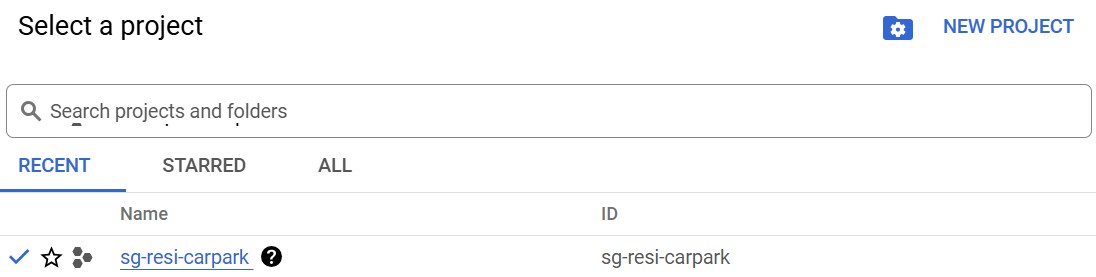 Select a project
NEW PROJECT
Search projects and folders
RECENT STARRED ALL
Name ID
sg-resi-carpark sg-resi-carpark